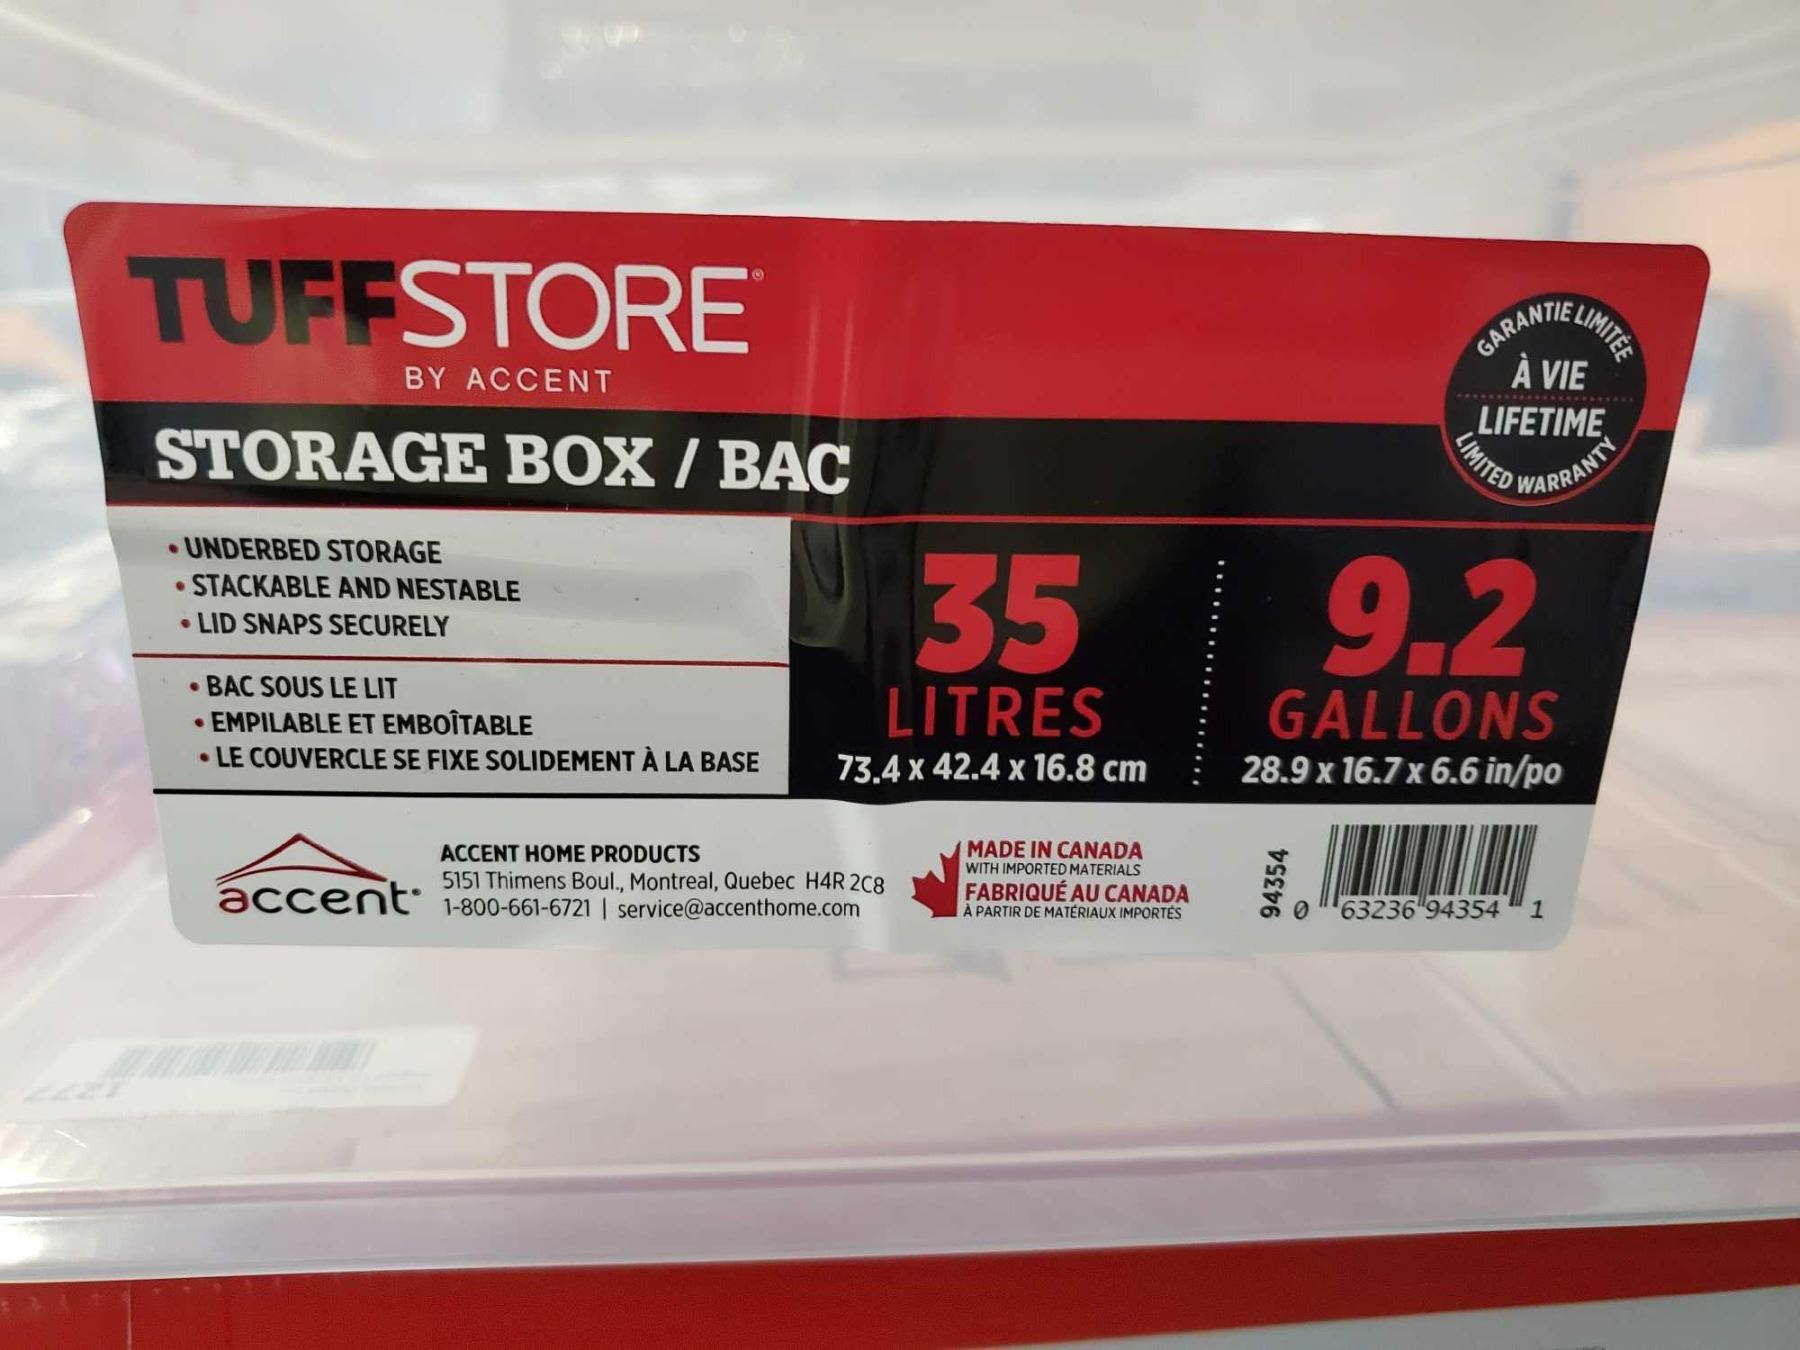 TUFFSTORE®
BY ACCENT
GARANTIE LIMITÉE
À VIE
LIFETIME
LIMITED WARRANTY
STORAGE BOX / BAC
• UNDERBED STORAGE
• STACKABLE AND NESTABLE
• LID SNAPS SECURELY
• BAC SOUS LE LIT
• EMPILABLE ET EMBOÎTABLE
• LE COUVERCLE SE FIXE SOLIDEMENT À LA BASE
35
LITRES
73.4 x 42.4 x 16.8 cm
9.2
GALLONS
28.9 x 16.7 x 6.6 in/po
accent
ACCENT HOME PRODUCTS
5151 Thimens Boul., Montreal, Quebec H4R 2C8
1-800-661-6721 | service@accenthome.com
MADE IN CANADA
WITH IMPORTED MATERIALS
FABRIQUÉ AU CANADA
À PARTIR DE MATÉRIAUX IMPORTÉS
94354
0 63236 94354 1